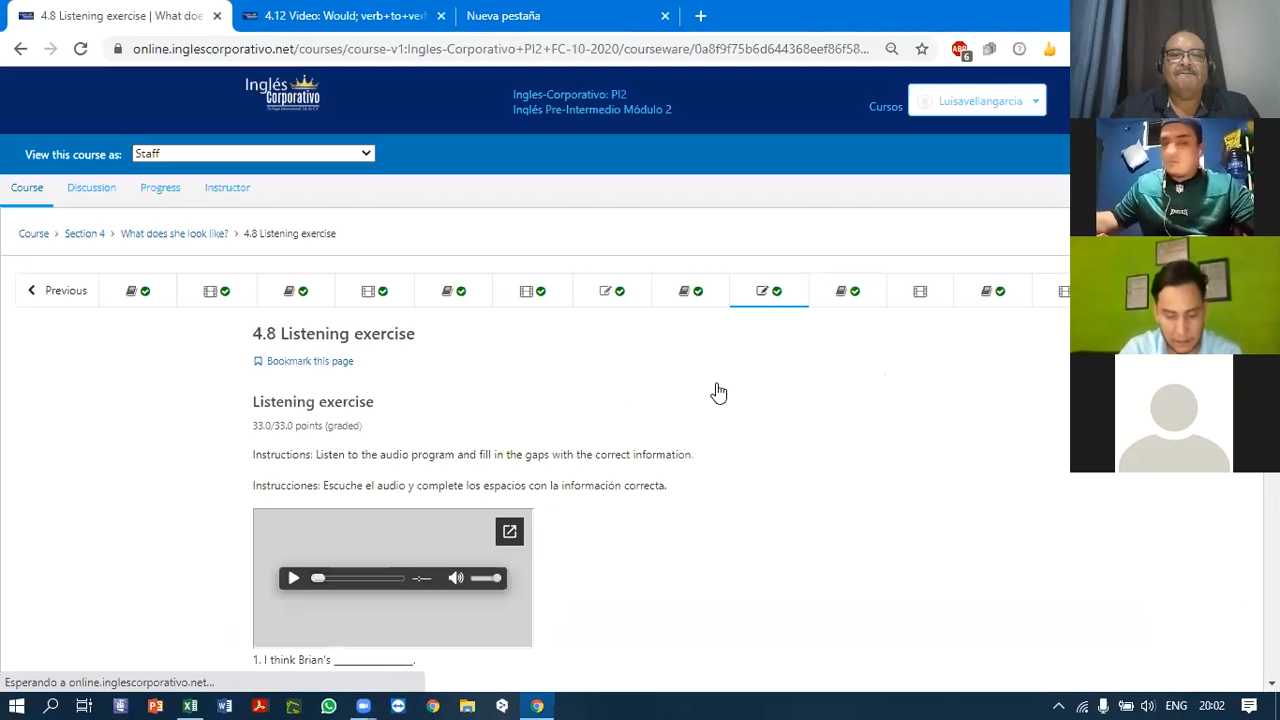 4.8 Listening exercise | What doe
4.12 Video: Would; verb+to+ver
Nueva pestaña
online.inglescorporativo.net/courses/course-v1:Ingles-Corporativo+PI2+FC-10-2020/courseware/0a8f9f75b6d644368eef86f58...
ABP
6
Inglés
Corporativo
Ingles-Corporativo: PI2
Inglés Pre-Intermedio Módulo 2
Cursos
Luisavellangarcia
View this course as:
Staff
Course
Discussion
Progress
Instructor
Course > Section 4 > What does she look like? > 4.8 Listening exercise
Previous
4.8 Listening exercise
Bookmark this page
Listening exercise
33.0/33.0 points (graded)
Instructions: Listen to the audio program and fill in the gaps with the correct information.
Instrucciones: Escuche el audio y complete los espacios con la información correcta.
1. I think Brian's _______________.
Esperando a online.inglescorporativo.net...
ENG
20:02